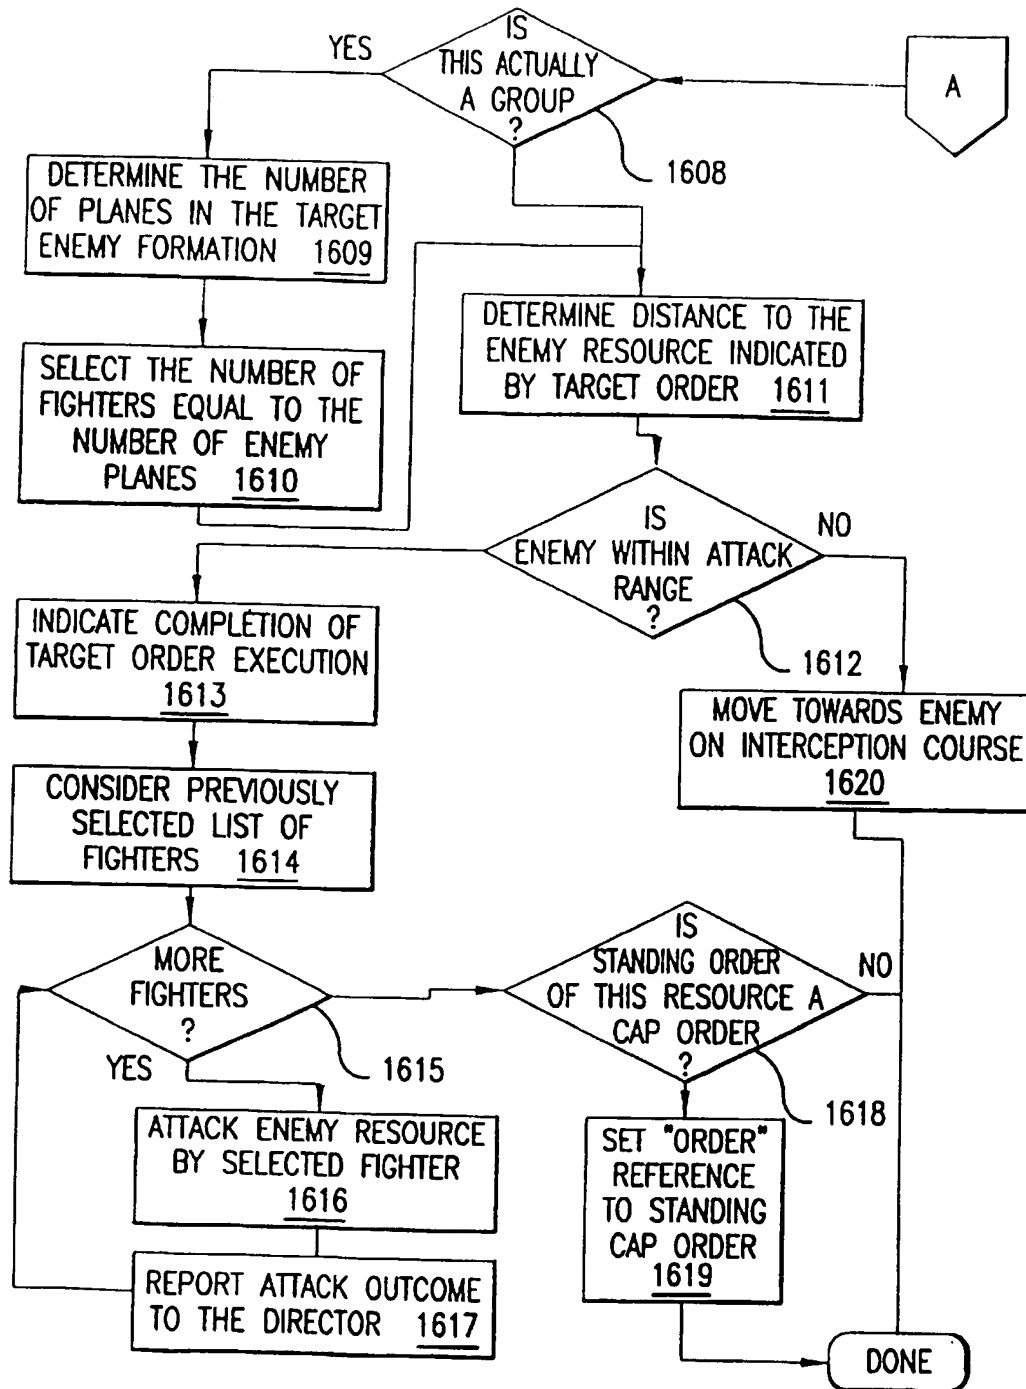 IS
THIS ACTUALLY
A GROUP
?
YES
A
1608
DETERMINE THE NUMBER
OF PLANES IN THE TARGET
ENEMY FORMATION 1609
SELECT THE NUMBER OF
FIGHTERS EQUAL TO THE
NUMBER OF ENEMY
PLANES 1610
DETERMINE DISTANCE TO THE
ENEMY RESOURCE INDICATED
BY TARGET ORDER 1611
IS
ENEMY WITHIN ATTACK
RANGE
?
NO
1612
INDICATE COMPLETION OF
TARGET ORDER EXECUTION
1613
MOVE TOWARDS ENEMY
ON INTERCEPTION COURSE
1620
CONSIDER PREVIOUSLY
SELECTED LIST OF
FIGHTERS 1614
MORE
FIGHTERS
?
YES
1615
IS
STANDING ORDER
OF THIS RESOURCE A
CAP ORDER
?
NO
1618
ATTACK ENEMY RESOURCE
BY SELECTED FIGHTER
1616
REPORT ATTACK OUTCOME
TO THE DIRECTOR 1617
SET "ORDER"
REFERENCE
TO STANDING
CAP ORDER
1619
DONE